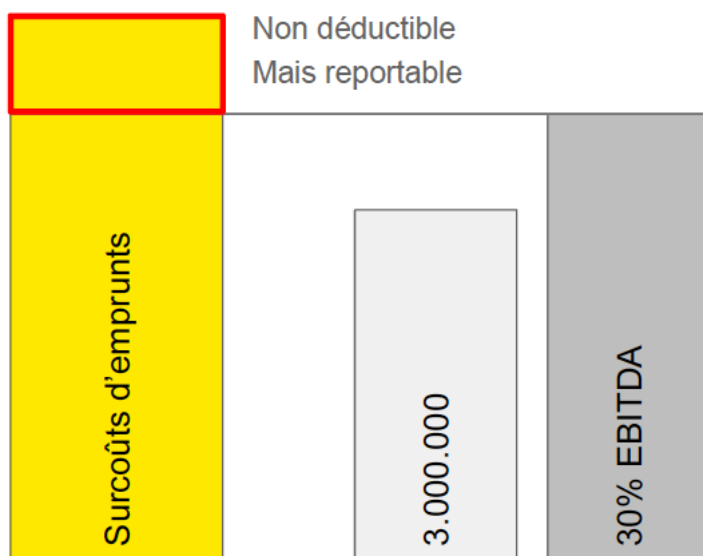 Non déductible
Mais reportable
Surcoûts d'emprunts
3.000.000
30% EBITDA